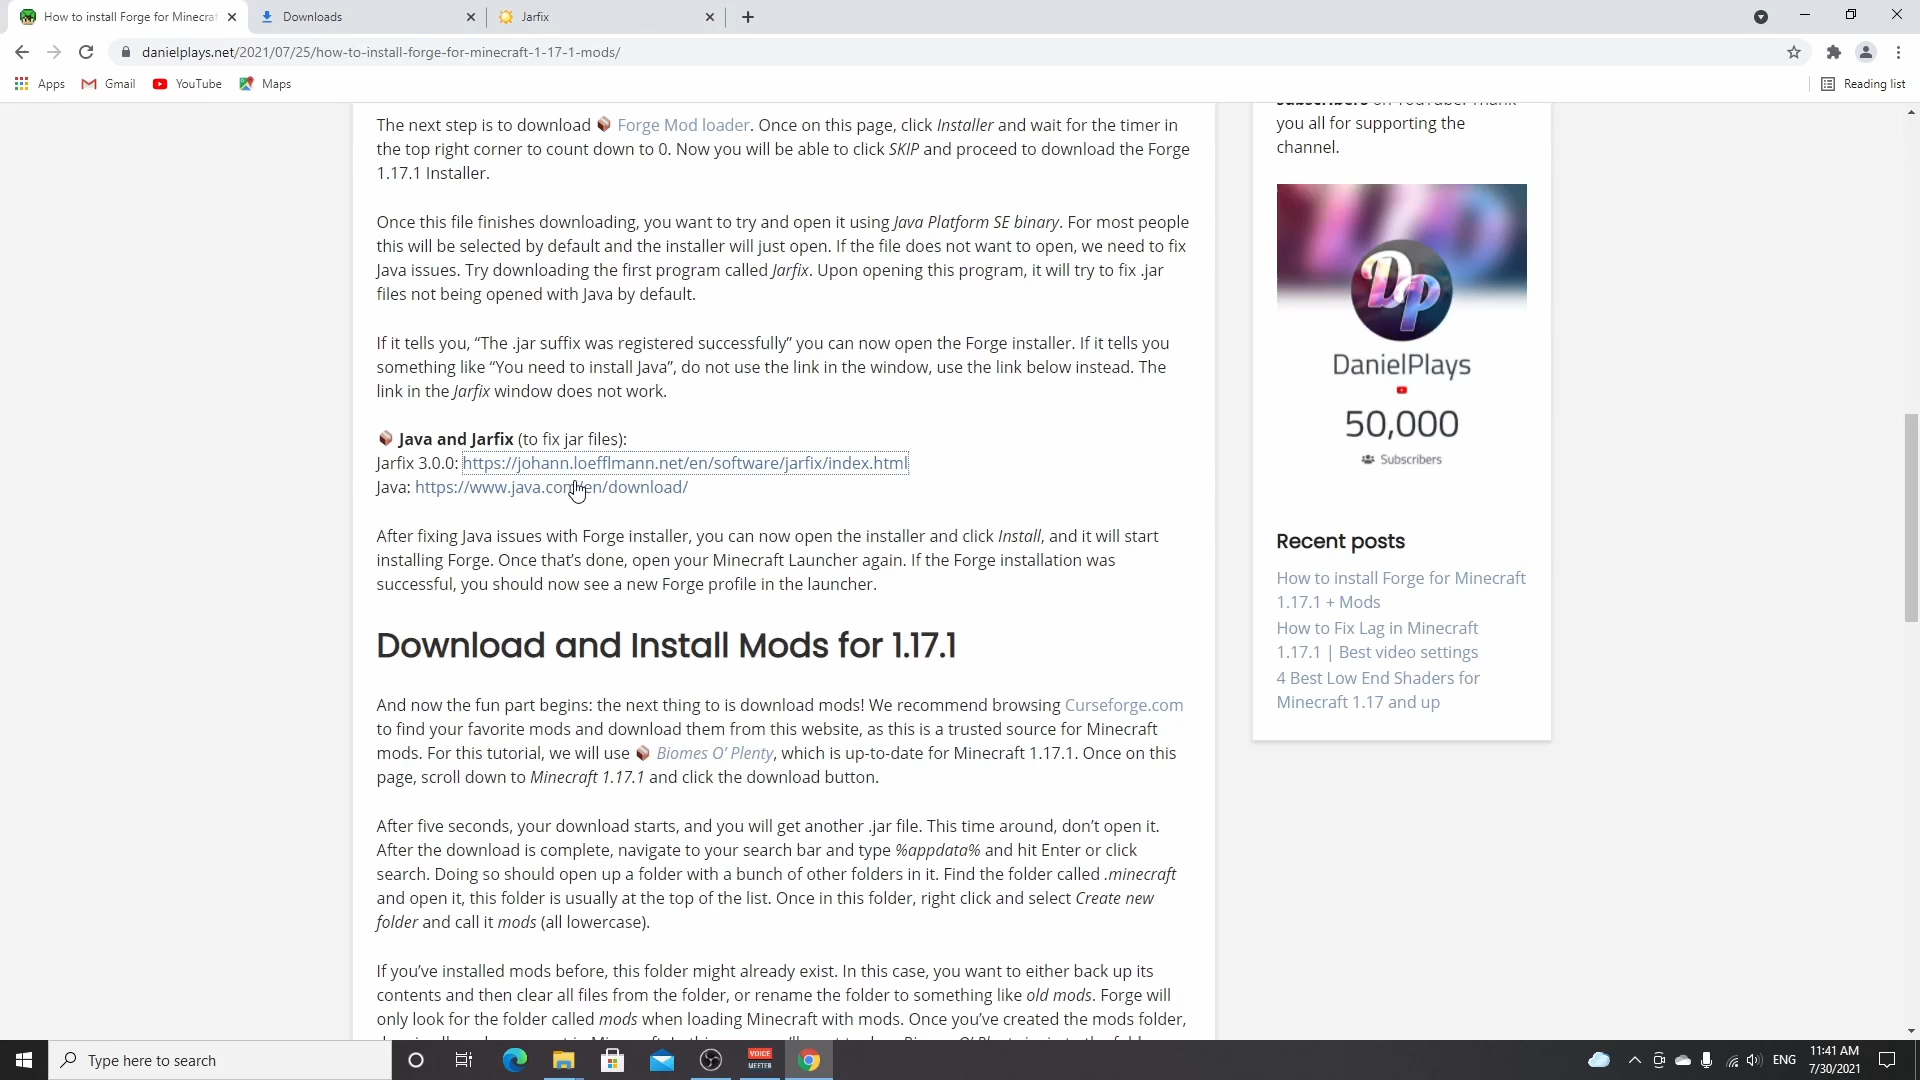 How to install Forge for Minecraf
Downloads
Jarfix
danielplays.net/2021/07/25/how-to-install-forge-for-minecraft-1-17-1-mods/
Apps
Gmail
YouTube
Maps
Reading list
The next step is to download Forge Mod loader. Once on this page, click Installer and wait for the timer in
the top right corner to count down to 0. Now you will be able to click SKIP and proceed to download the Forge
1.17.1 Installer.
Once this file finishes downloading, you want to try and open it using Java Platform SE binary. For most people
this will be selected by default and the installer will just open. If the file does not want to open, we need to fix
Java issues. Try downloading the first program called Jarfix. Upon opening this program, it will try to fix .jar
files not being opened with Java by default.
If it tells you, “The .jar suffix was registered successfully” you can now open the Forge installer. If it tells you
something like “You need to install Java”, do not use the link in the window, use the link below instead. The
link in the Jarfix window does not work.
Java and Jarfix (to fix jar files):
Jarfix 3.0.0: https://johann.loefflmann.net/en/software/jarfix/index.html
Java: https://www.java.com/en/download/
After fixing Java issues with Forge installer, you can now open the installer and click Install, and it will start
installing Forge. Once that’s done, open your Minecraft Launcher again. If the Forge installation was
successful, you should now see a new Forge profile in the launcher.
Download and Install Mods for 1.17.1
And now the fun part begins: the next thing to is download mods! We recommend browsing Curseforge.com
to find your favorite mods and download them from this website, as this is a trusted source for Minecraft
mods. For this tutorial, we will use Biomes O’ Plenty, which is up-to-date for Minecraft 1.17.1. Once on this
page, scroll down to Minecraft 1.17.1 and click the download button.
After five seconds, your download starts, and you will get another .jar file. This time around, don’t open it.
After the download is complete, navigate to your search bar and type %appdata% and hit Enter or click
search. Doing so should open up a folder with a bunch of other folders in it. Find the folder called .minecraft
and open it, this folder is usually at the top of the list. Once in this folder, right click and select Create new
folder and call it mods (all lowercase).
If you’ve installed mods before, this folder might already exist. In this case, you want to either back up its
contents and then clear all files from the folder, or rename the folder to something like old mods. Forge will
only look for the folder called mods when loading Minecraft with mods. Once you’ve created the mods folder,
subscribers on YouTube. Thank
you all for supporting the
channel.
Dp
DanielPlays
50,000
Subscribers
Recent posts
How to install Forge for Minecraft
1.17.1 + Mods
How to Fix Lag in Minecraft
1.17.1 | Best video settings
4 Best Low End Shaders for
Minecraft 1.17 and up
Type here to search
VOICE
MEETER
ENG
11:41 AM
7/30/2021